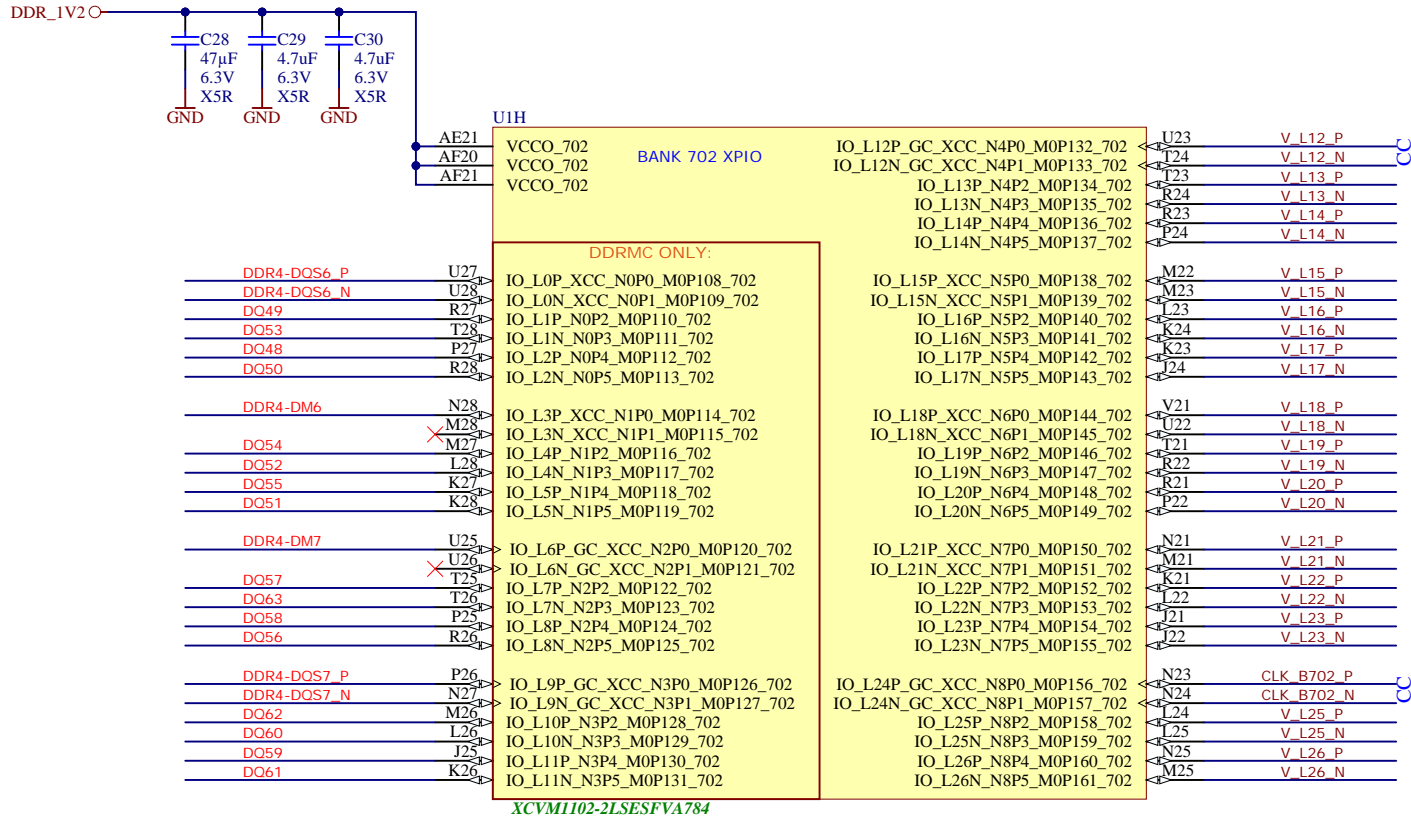 DDR_1V2
C28 C29 C30
47µF 4.7uF 4.7uF
6.3V 6.3V 6.3V
X5R X5R X5R
GND GND GND
U1H
BANK 702 XPIO
AE21 VCCO_702
AF20 VCCO_702
AF21 VCCO_702
DDRMC ONLY:
DDR4-DQS6_P U27 IO_L0P_XCC_N0P0_M0P108_702
DDR4-DQS6_N U28 IO_L0N_XCC_N0P1_M0P109_702
DQ49 R27 IO_L1P_N0P2_M0P110_702
DQ53 T28 IO_L1N_N0P3_M0P111_702
DQ48 P27 IO_L2P_N0P4_M0P112_702
DQ50 R28 IO_L2N_N0P5_M0P113_702
DDR4-DM6 N28 IO_L3P_XCC_N1P0_M0P114_702
M28 IO_L3N_XCC_N1P1_M0P115_702
DQ54 M27 IO_L4P_N1P2_M0P116_702
DQ52 L28 IO_L4N_N1P3_M0P117_702
DQ55 K27 IO_L5P_N1P4_M0P118_702
DQ51 K28 IO_L5N_N1P5_M0P119_702
DDR4-DM7 U25 IO_L6P_GC_XCC_N2P0_M0P120_702
U26 IO_L6N_GC_XCC_N2P1_M0P121_702
DQ57 T25 IO_L7P_N2P2_M0P122_702
DQ63 T26 IO_L7N_N2P3_M0P123_702
DQ58 P25 IO_L8P_N2P4_M0P124_702
DQ56 R26 IO_L8N_N2P5_M0P125_702
DDR4-DQS7_P P26 IO_L9P_GC_XCC_N3P0_M0P126_702
DDR4-DQS7_N N27 IO_L9N_GC_XCC_N3P1_M0P127_702
DQ62 M26 IO_L10P_N3P2_M0P128_702
DQ60 L26 IO_L10N_N3P3_M0P129_702
DQ59 J25 IO_L11P_N3P4_M0P130_702
DQ61 K26 IO_L11N_N3P5_M0P131_702
IO_L12P_GC_XCC_N4P0_M0P132_702 U23 V_L12_P
IO_L12N_GC_XCC_N4P1_M0P133_702 T24 V_L12_N
CC
IO_L13P_N4P2_M0P134_702 T23 V_L13_P
IO_L13N_N4P3_M0P135_702 R24 V_L13_N
IO_L14P_N4P4_M0P136_702 R23 V_L14_P
IO_L14N_N4P5_M0P137_702 P24 V_L14_N
IO_L15P_XCC_N5P0_M0P138_702 M22 V_L15_P
IO_L15N_XCC_N5P1_M0P139_702 M23 V_L15_N
IO_L16P_N5P2_M0P140_702 L23 V_L16_P
IO_L16N_N5P3_M0P141_702 K24 V_L16_N
IO_L17P_N5P4_M0P142_702 K23 V_L17_P
IO_L17N_N5P5_M0P143_702 J24 V_L17_N
IO_L18P_XCC_N6P0_M0P144_702 V21 V_L18_P
IO_L18N_XCC_N6P1_M0P145_702 U22 V_L18_N
IO_L19P_N6P2_M0P146_702 T21 V_L19_P
IO_L19N_N6P3_M0P147_702 R22 V_L19_N
IO_L20P_N6P4_M0P148_702 R21 V_L20_P
IO_L20N_N6P5_M0P149_702 P22 V_L20_N
IO_L21P_XCC_N7P0_M0P150_702 N21 V_L21_P
IO_L21N_XCC_N7P1_M0P151_702 M21 V_L21_N
IO_L22P_N7P2_M0P152_702 K21 V_L22_P
IO_L22N_N7P3_M0P153_702 L22 V_L22_N
IO_L23P_N7P4_M0P154_702 J21 V_L23_P
IO_L23N_N7P5_M0P155_702 J22 V_L23_N
IO_L24P_GC_XCC_N8P0_M0P156_702 N23 CLK_B702_P
IO_L24N_GC_XCC_N8P1_M0P157_702 N24 CLK_B702_N
CC
IO_L25P_N8P2_M0P158_702 L24 V_L25_P
IO_L25N_N8P3_M0P159_702 L25 V_L25_N
IO_L26P_N8P4_M0P160_702 N25 V_L26_P
IO_L26N_N8P5_M0P161_702 M25 V_L26_N
XCVM1102-2LSESFVA784